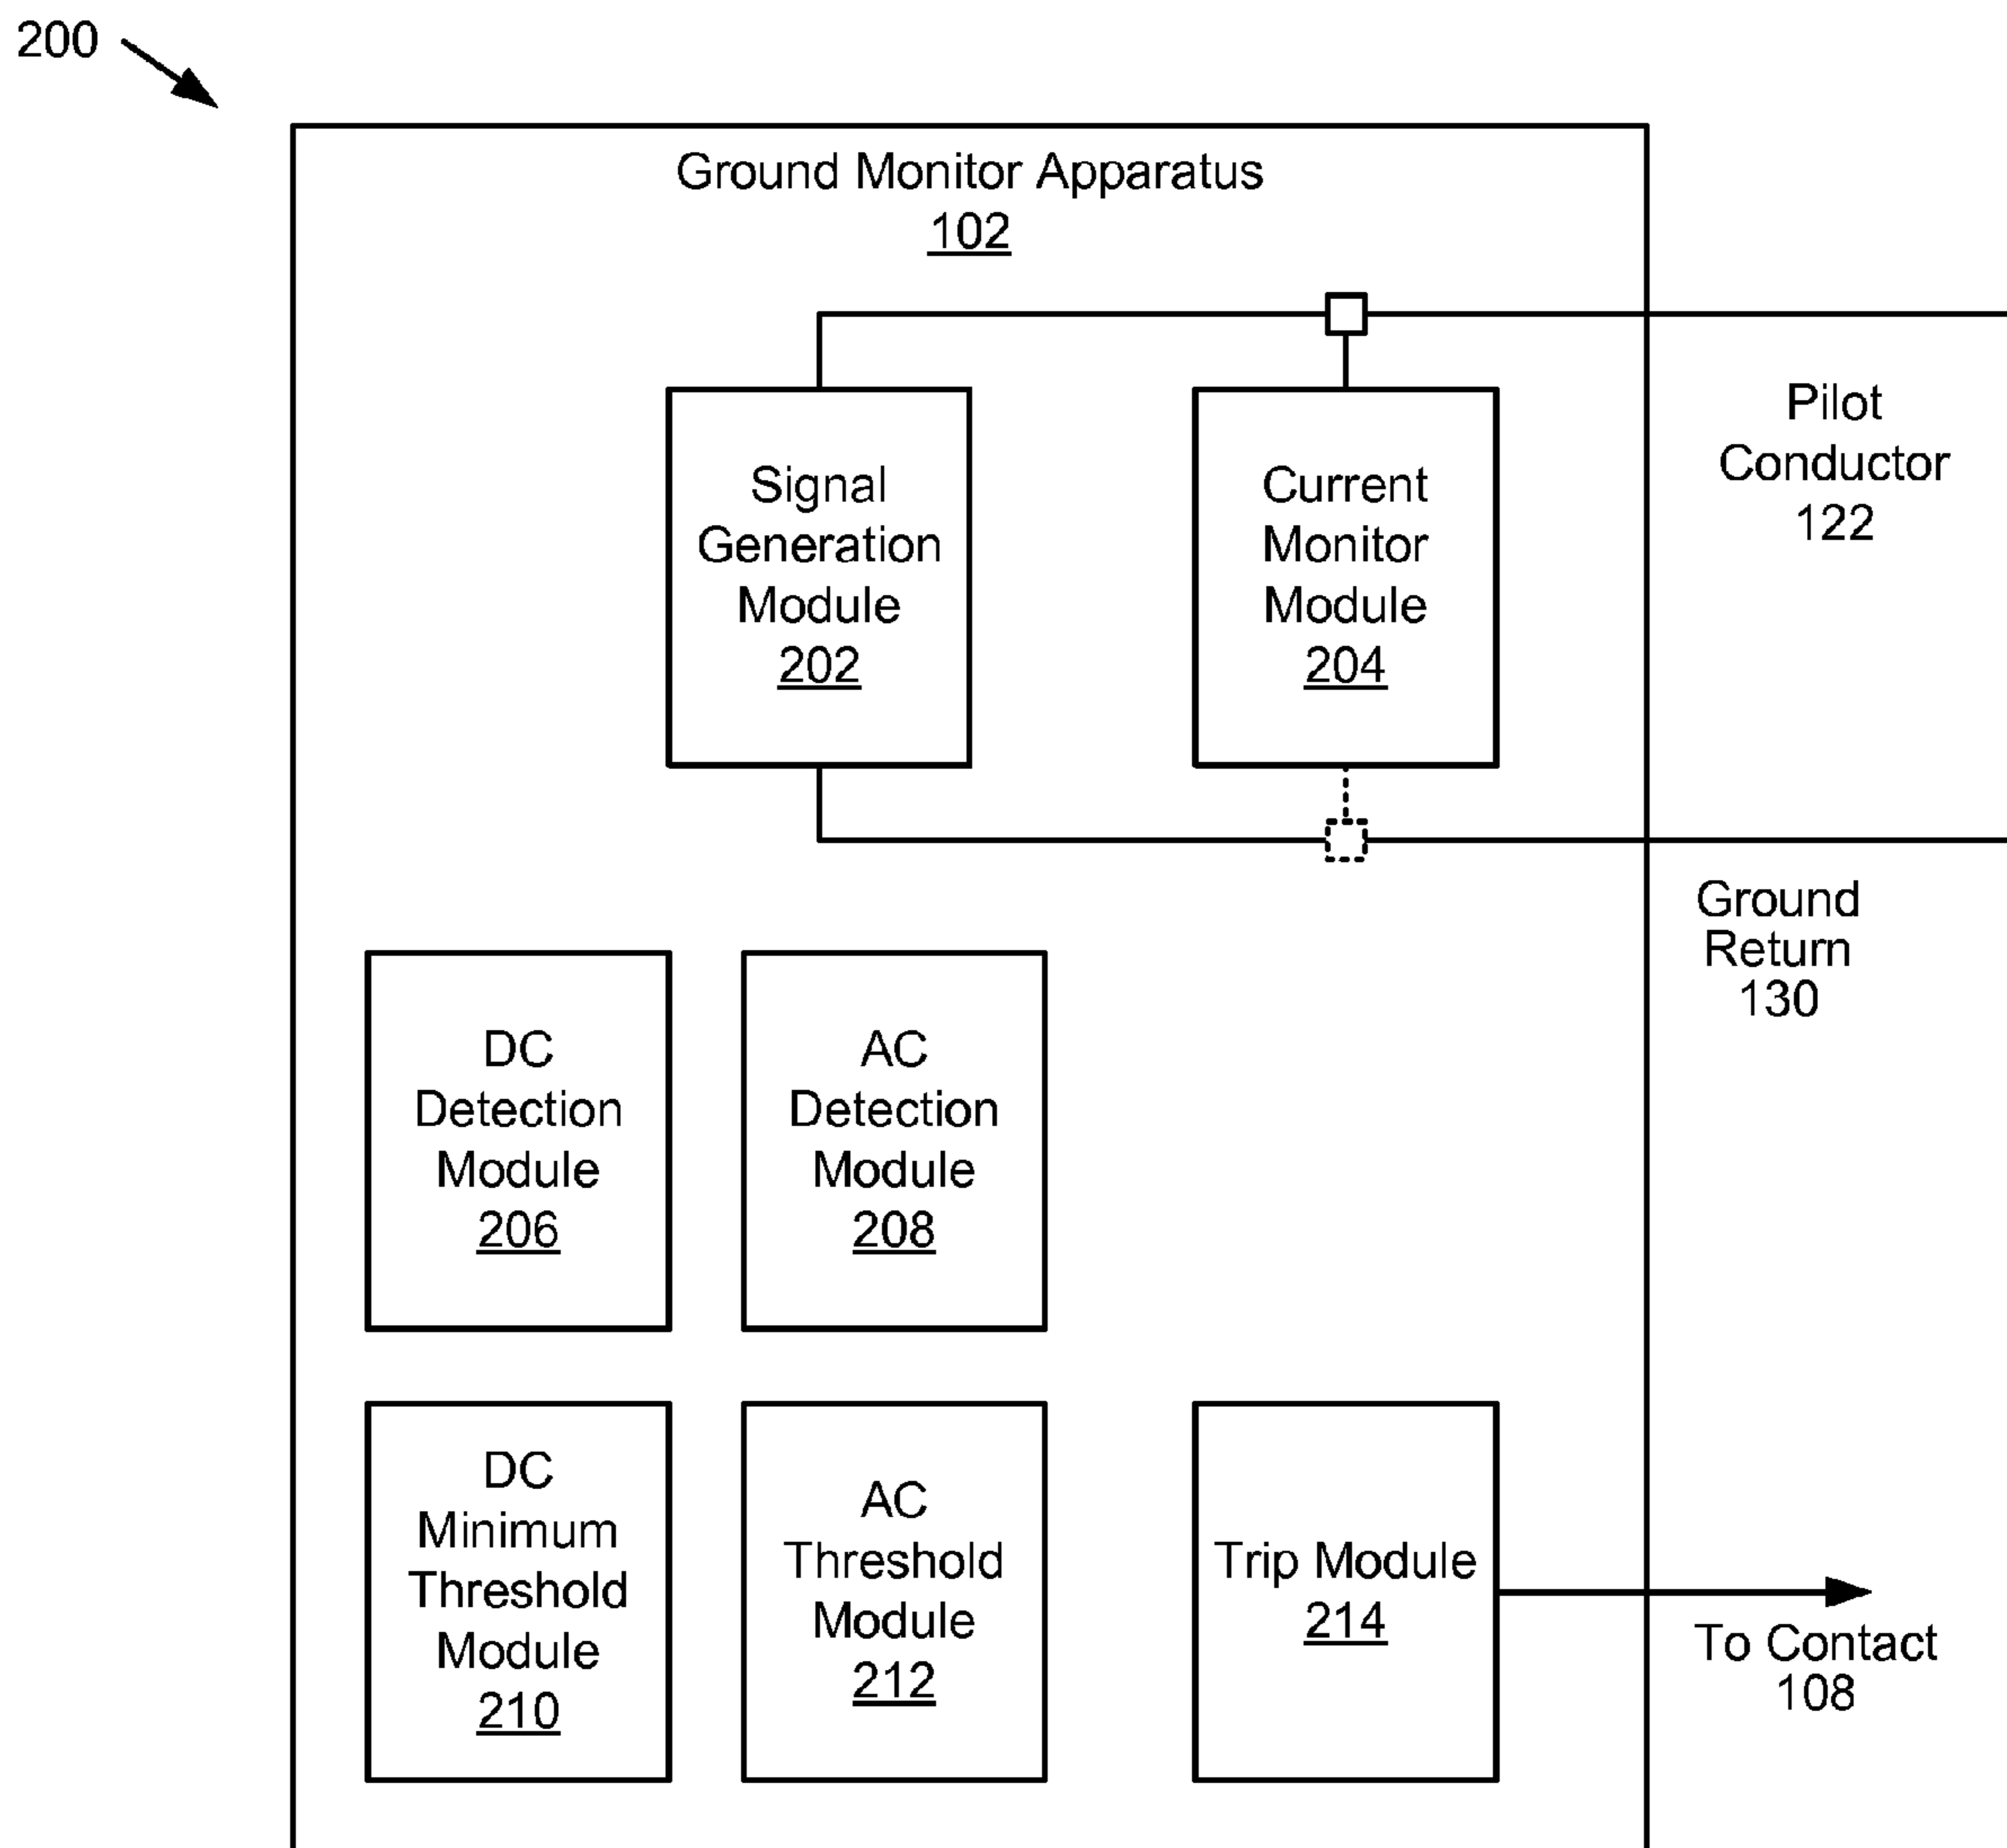 200
Ground Monitor Apparatus
102
Signal
Generation
Module
202
Current
Monitor
Module
204
Pilot
Conductor
122
Ground
Return
130
DC
Detection
Module
206
AC
Detection
Module
208
DC
Minimum
Threshold
Module
210
AC
Threshold
Module
212
Trip Module
214
To Contact
108